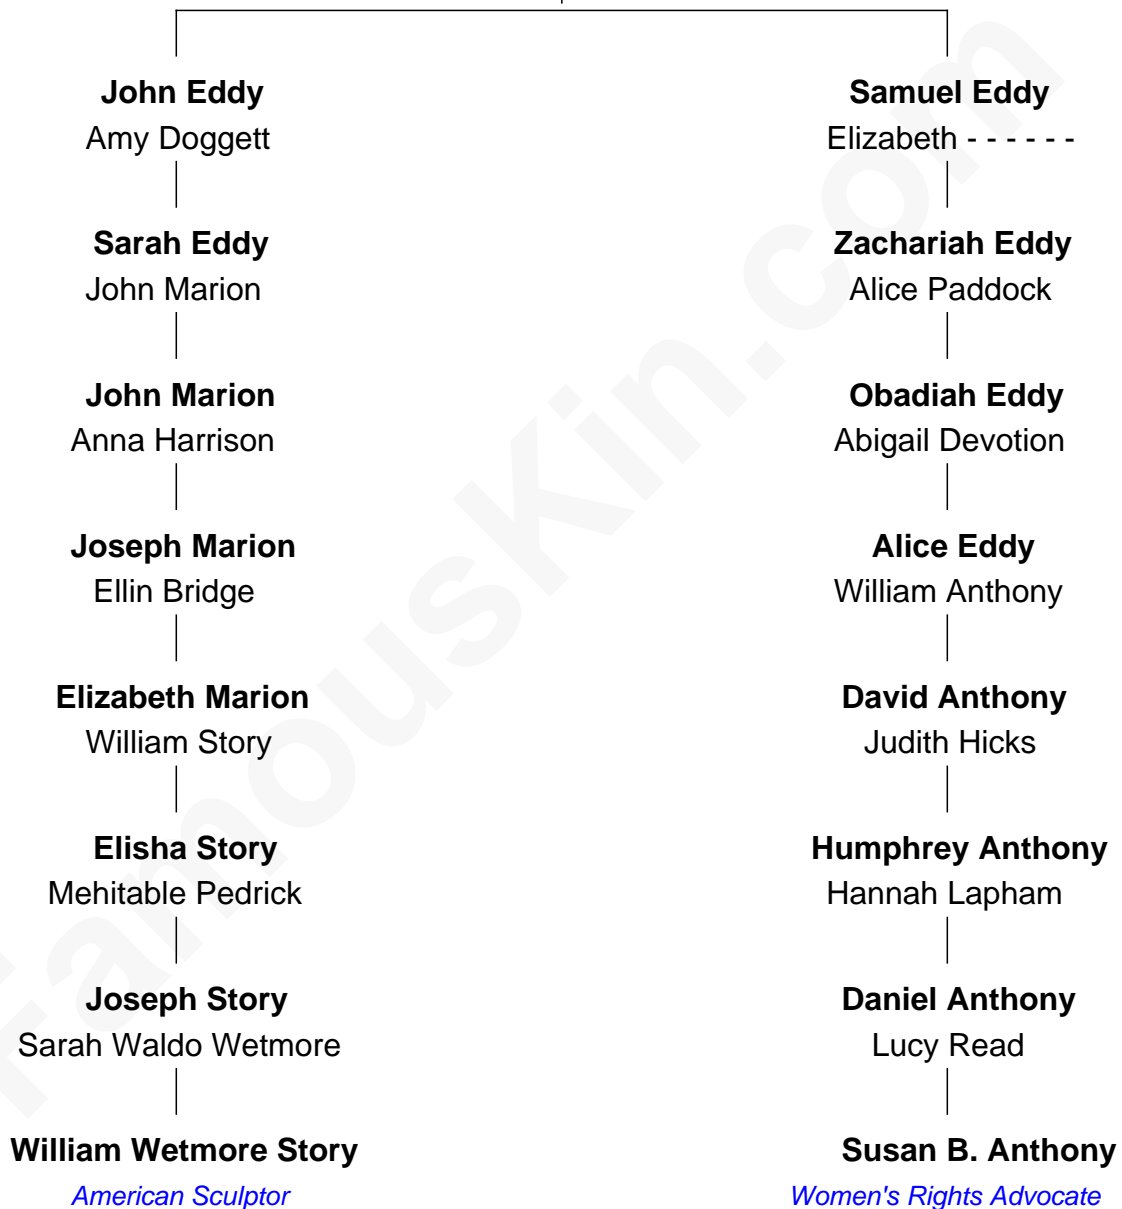 John Eddy
Amy Doggett
Sarah Eddy
John Marion
John Marion
Anna Harrison
Joseph Marion
Ellin Bridge
Elizabeth Marion
William Story
Elisha Story
Mehitable Pedrick
Joseph Story
Sarah Waldo Wetmore
William Wetmore Story
American Sculptor
Samuel Eddy
Elizabeth - - - - - -
Zachariah Eddy
Alice Paddock
Obadiah Eddy
Abigail Devotion
Alice Eddy
William Anthony
David Anthony
Judith Hicks
Humphrey Anthony
Hannah Lapham
Daniel Anthony
Lucy Read
Susan B. Anthony
Women's Rights Advocate
FamousKin.com